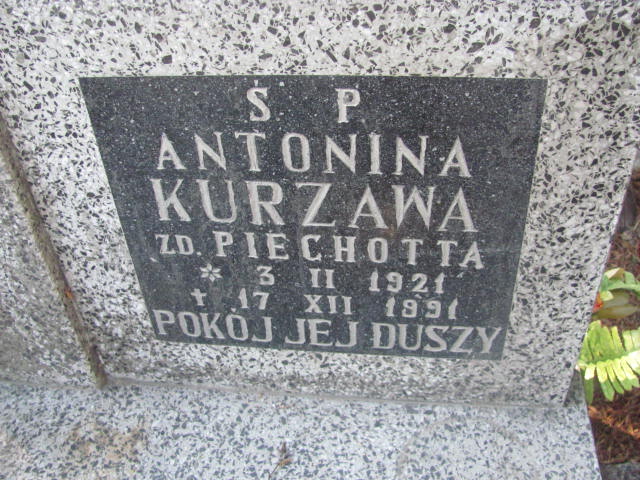 Ś P
ANTONINA
KURZAWA
ZD. PIECHOTTA
* 3 II 1921
† 17 XII 1991
POKÓJ JEJ DUSZY